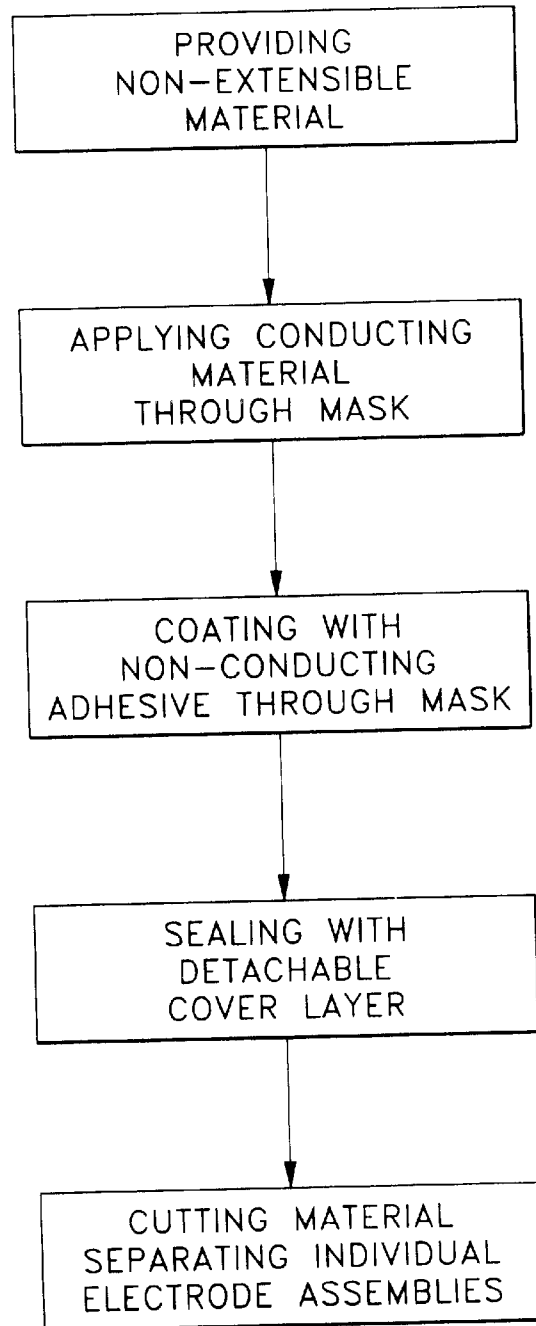 PROVIDING
NON-EXTENSIBLE
MATERIAL
APPLYING CONDUCTING
MATERIAL
THROUGH MASK
COATING WITH
NON-CONDUCTING
ADHESIVE THROUGH MASK
SEALING WITH
DETACHABLE
COVER LAYER
CUTTING MATERIAL
SEPARATING INDIVIDUAL
ELECTRODE ASSEMBLIES